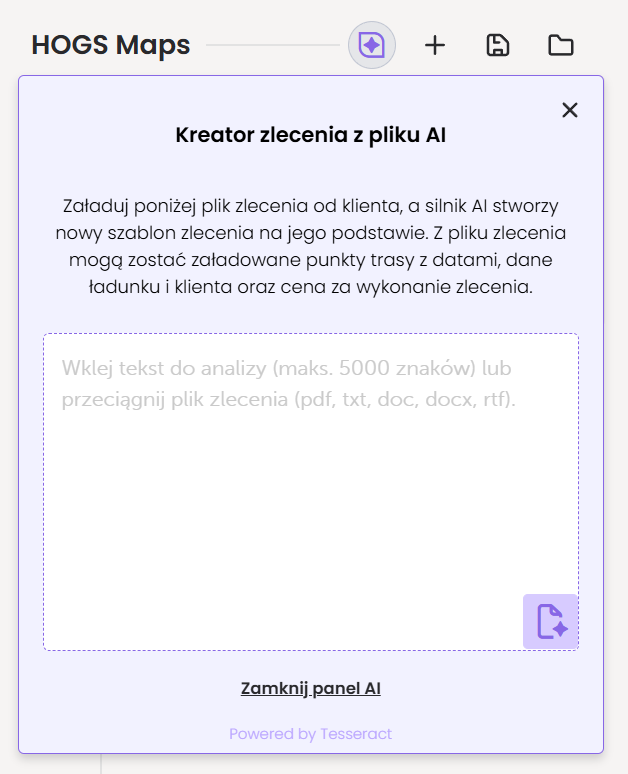 HOGS Maps
Kreator zlecenia z pliku AI
Załaduj poniżej plik zlecenia od klienta, a silnik AI stworzy
nowy szablon zlecenia na jego podstawie. Z pliku zlecenia
mogą zostać załadowane punkty trasy z datami, dane
ładunku i klienta oraz cena za wykonanie zlecenia.
Wklej tekst do analizy (maks. 5000 znaków) lub
przeciągnij plik zlecenia (pdf, txt, doc, docx, rtf).
Zamknij panel AI
Powered by Tesseract